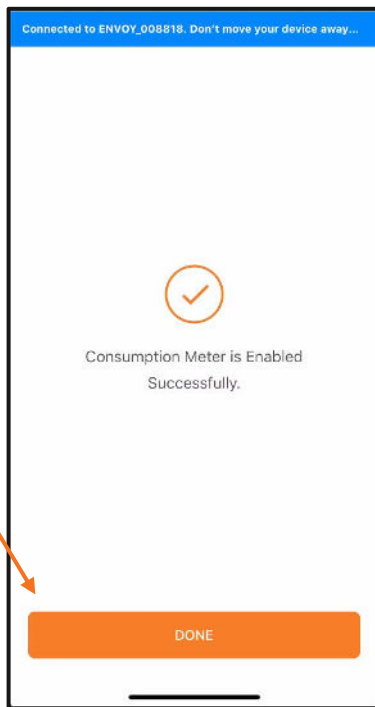 Connected to ENVOY_008818. Don't move your device away...
Consumption Meter is Enabled
Successfully.
DONE